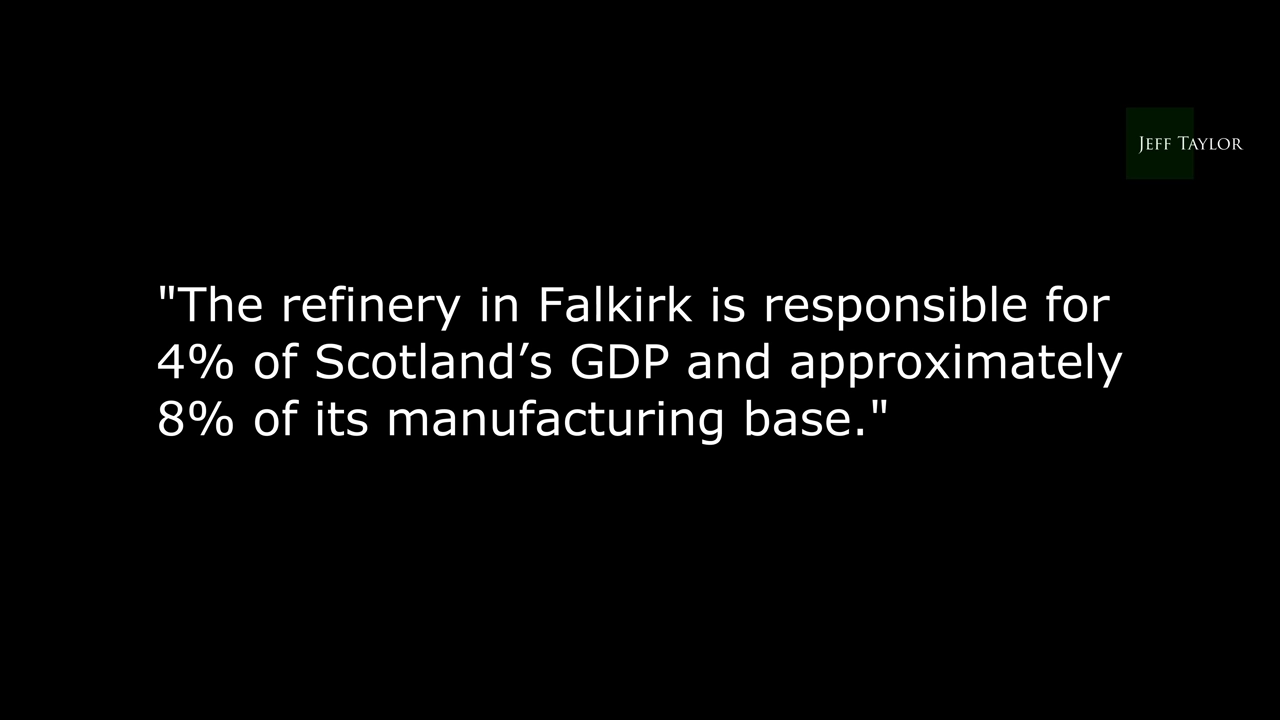 JEFF TAYLOR
"The refinery in Falkirk is responsible for
4% of Scotland’s GDP and approximately
8% of its manufacturing base."